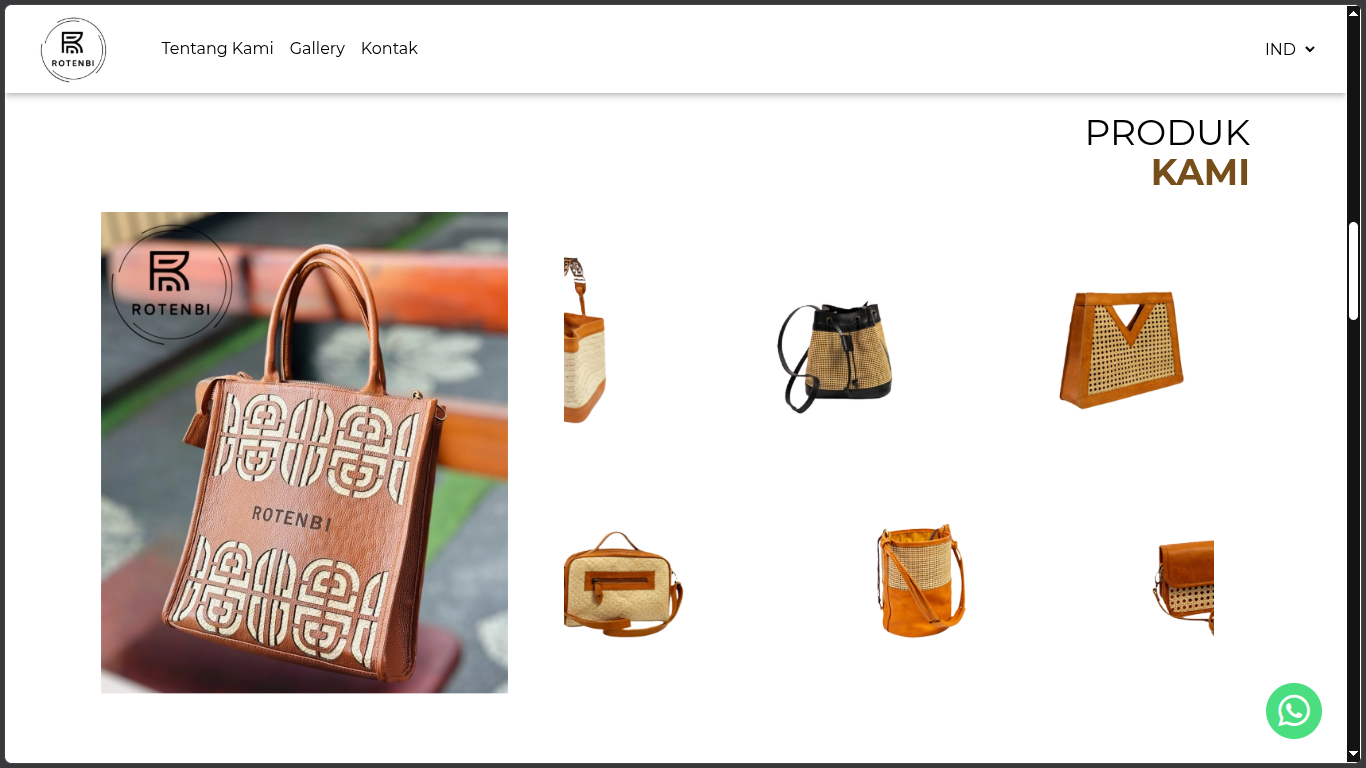 ROTENBI
Tentang Kami
Gallery
Kontak
IND
PRODUK
KAMI
ROTENBI
ROTENBI